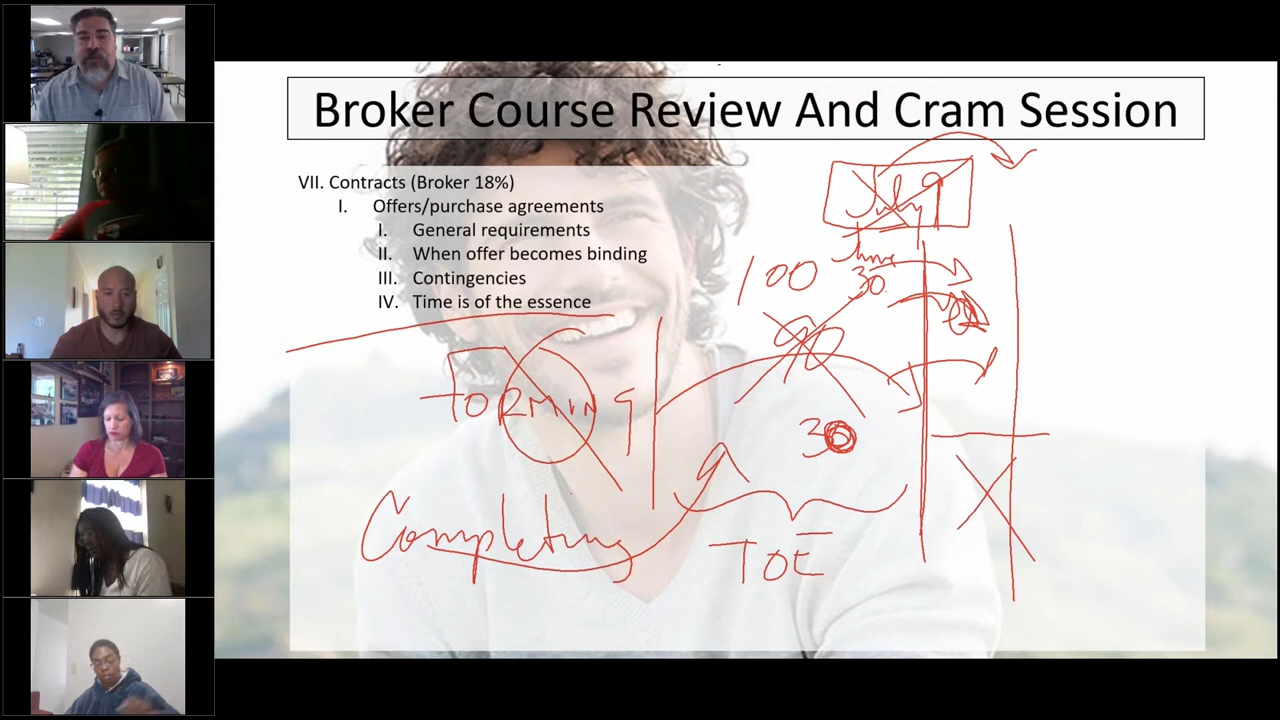 Broker Course Review And Cram Session
VII. Contracts (Broker 18%)
I. Offers/purchase agreements
I. General requirements
II. When offer becomes binding
III. Contingencies
IV. Time is of the essence
July 9
June
30
100
90
FORMING
30
Completing
TOE